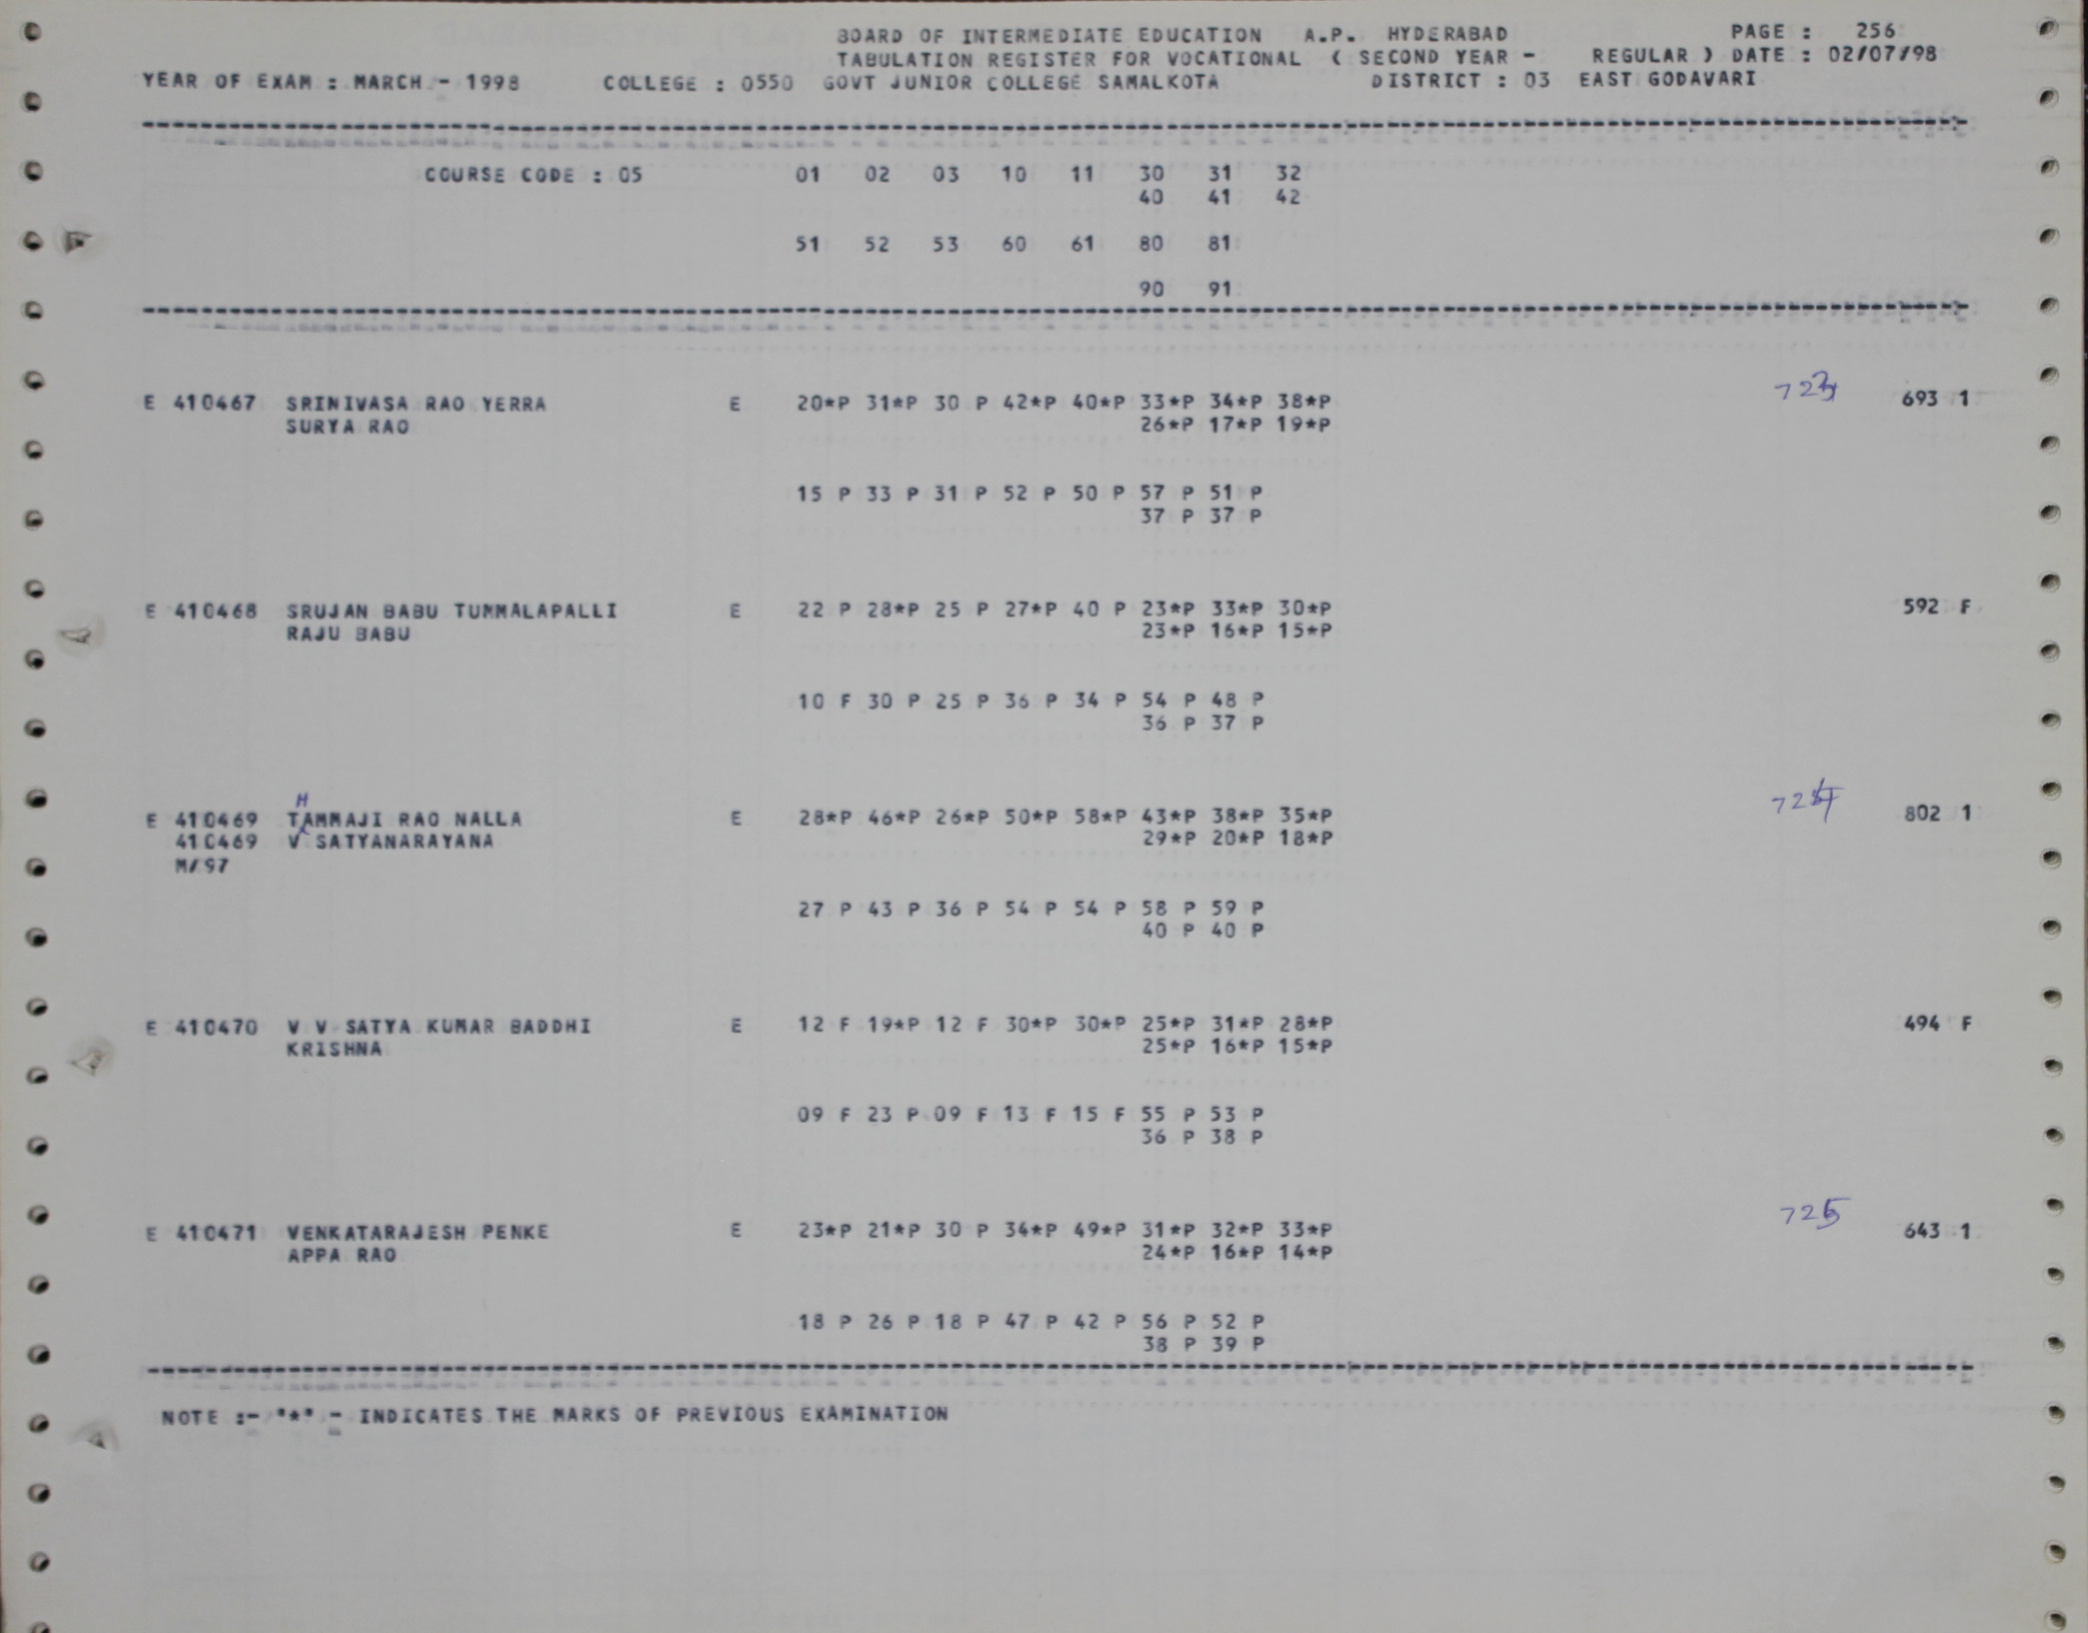 BOARD OF INTERMEDIATE EDUCATION A.P. HYDERABAD PAGE : 256
TABULATION REGISTER FOR VOCATIONAL ( SECOND YEAR - REGULAR ) DATE : 02/07/98
YEAR OF EXAM : MARCH - 1998 COLLEGE : 0550 GOVT JUNIOR COLLEGE SAMALKOTA DISTRICT : 03 EAST GODAVARI
COURSE CODE : 05 01 02 03 10 11 30 31 32
40 41 42
51 52 53 60 61 80 81
90 91
E 410467 SRINIVASA RAO YERRA E 20*P 31*P 30 P 42*P 40*P 33*P 34*P 38*P 723 693 1
SURYA RAO 26*P 17*P 19*P
15 P 33 P 31 P 52 P 50 P 57 P 51 P
37 P 37 P
E 410468 SRUJAN BABU TUMMALAPALLI E 22 P 28*P 25 P 27*P 40 P 23*P 33*P 30*P 592 F
RAJU BABU 23*P 16*P 15*P
10 F 30 P 25 P 36 P 34 P 54 P 48 P
36 P 37 P
H
E 410469 TAMMAJI RAO NALLA E 28*P 46*P 26*P 50*P 58*P 43*P 38*P 35*P 724 802 1
410469 V SATYANARAYANA 29*P 20*P 18*P
M/97
27 P 43 P 36 P 54 P 54 P 58 P 59 P
40 P 40 P
E 410470 V V SATYA KUMAR BADDHI E 12 F 19*P 12 F 30*P 30*P 25*P 31*P 28*P 494 F
KRISHNA 25*P 16*P 15*P
09 F 23 P 09 F 13 F 15 F 55 P 53 P
36 P 38 P
E 410471 VENKATARAJESH PENKE E 23*P 21*P 30 P 34*P 49*P 31*P 32*P 33*P 725 643 1
APPA RAO 24*P 16*P 14*P
18 P 26 P 18 P 47 P 42 P 56 P 52 P
38 P 39 P
NOTE :- "*" - INDICATES THE MARKS OF PREVIOUS EXAMINATION